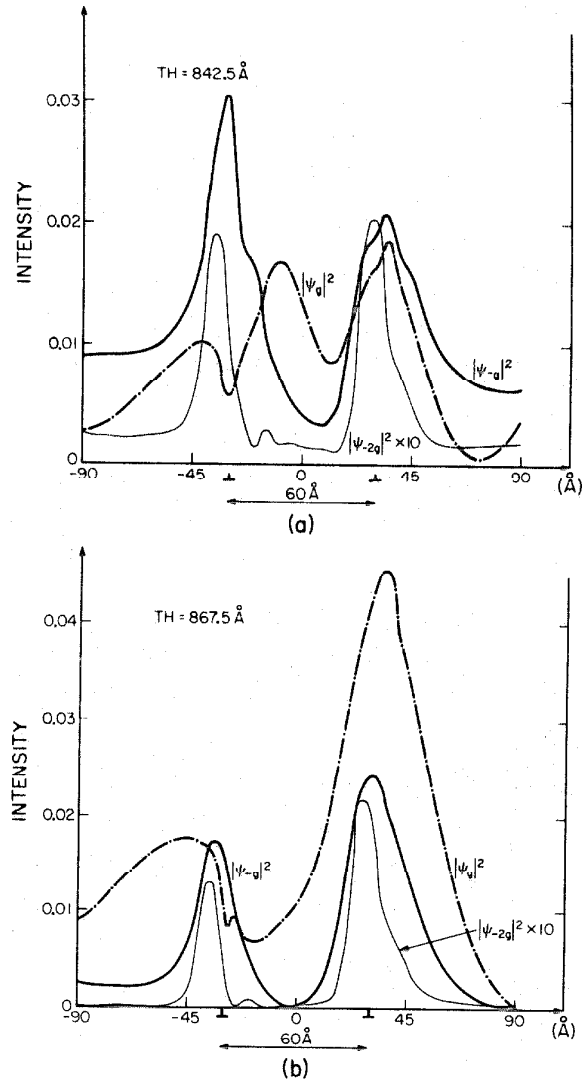 TH = 842.5 Å
0.03
0.02
0.01
0
INTENSITY
|ψg|²
|ψ-g|²
|ψ-2g|² × 10
-90
-45
0
45
90
(Å)
60 Å
(a)
TH = 867.5 Å
0.04
0.03
0.02
0.01
0
INTENSITY
|ψ-g|²
|ψg|²
|ψ-2g|² × 10
-90
-45
0
45
90
(Å)
60Å
(b)